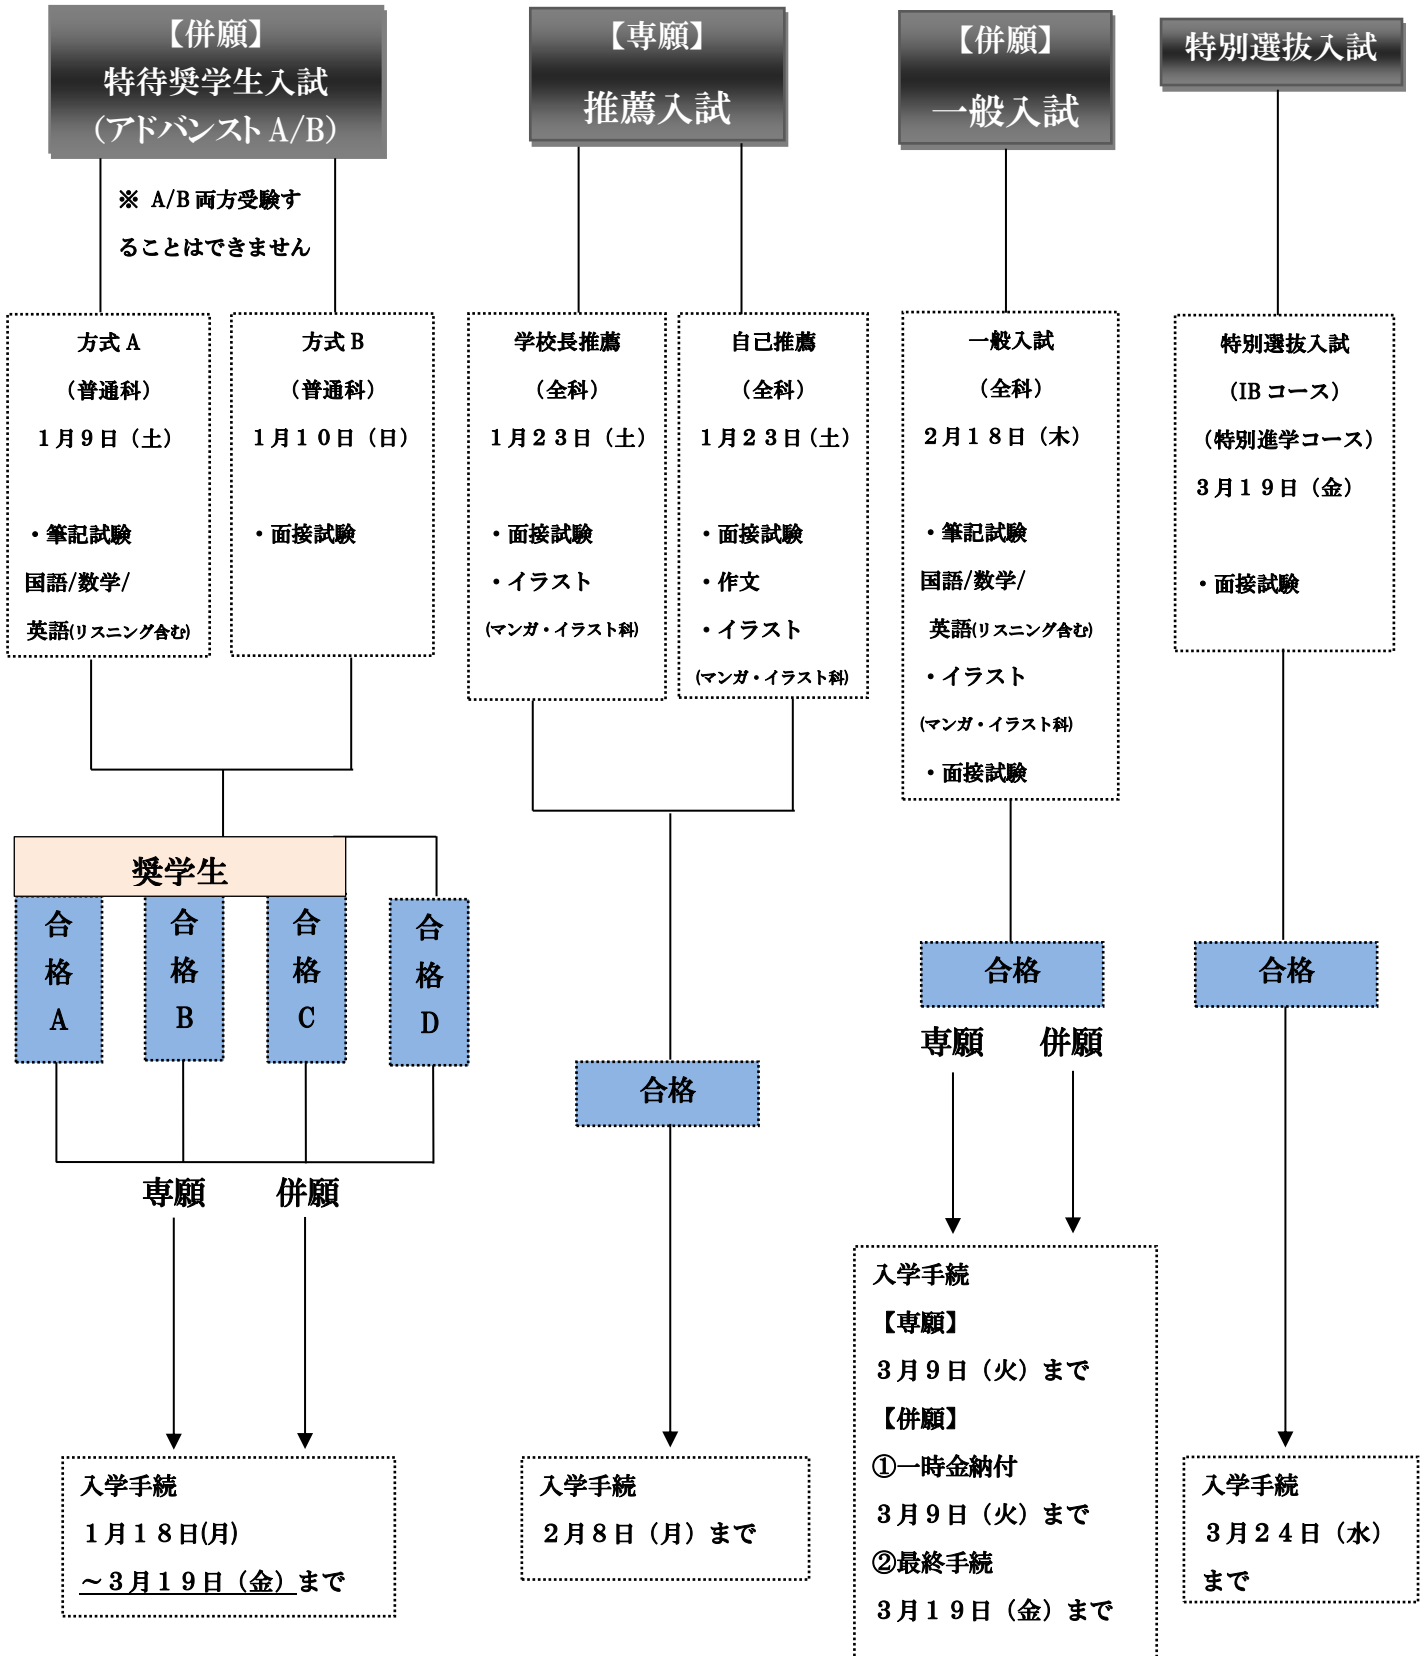 【併願】
特待奨学生入試
（アドバンスト A/B）
※ A/B 両方受験す
ることはできません
方式 A
（普通科）
１月９日（土）
・筆記試験
国語/数学/
英語(リスニング含む)
方式 B
（普通科）
１月１０日（日）
・面接試験
奨学生
合
格
A
合
格
B
合
格
C
合
格
D
専願
併願
入学手続
１月１８日(月)
～３月１９日（金）まで
【専願】
推薦入試
学校長推薦
（全科）
１月２３日（土）
・面接試験
・イラスト
(マンガ・イラスト科)
自己推薦
（全科）
１月２３日（土）
・面接試験
・作文
・イラスト
(マンガ・イラスト科)
合格
入学手続
２月８日（月）まで
【併願】
一般入試
一般入試
（全科）
２月１８日（木）
・筆記試験
国語/数学/
英語(リスニング含む)
・イラスト
(マンガ・イラスト科)
・面接試験
合格
専願
併願
入学手続
【専願】
３月９日（火）まで
【併願】
①一時金納付
３月９日（火）まで
②最終手続
３月１９日（金）まで
特別選抜入試
特別選抜入試
（IB コース）
（特別進学コース）
３月１９日（金）
・面接試験
合格
入学手続
３月２４日（水）
まで